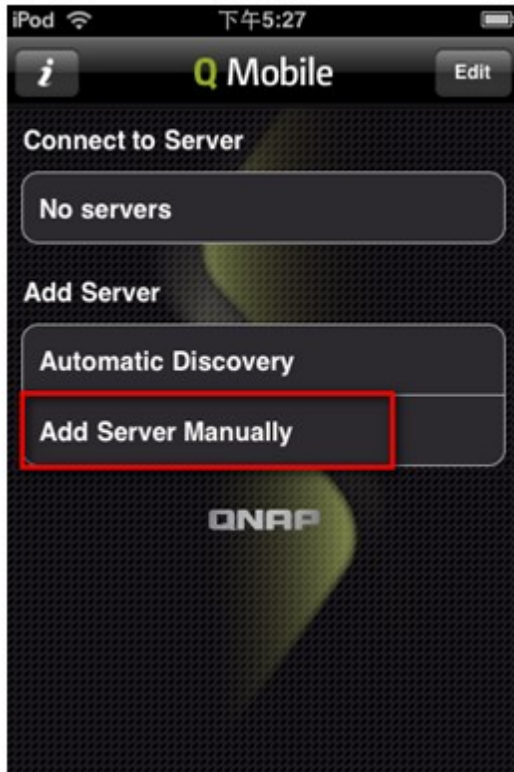 iPod 下午5:27
i Q Mobile Edit
Connect to Server
No servers
Add Server
Automatic Discovery
Add Server Manually
QNAP